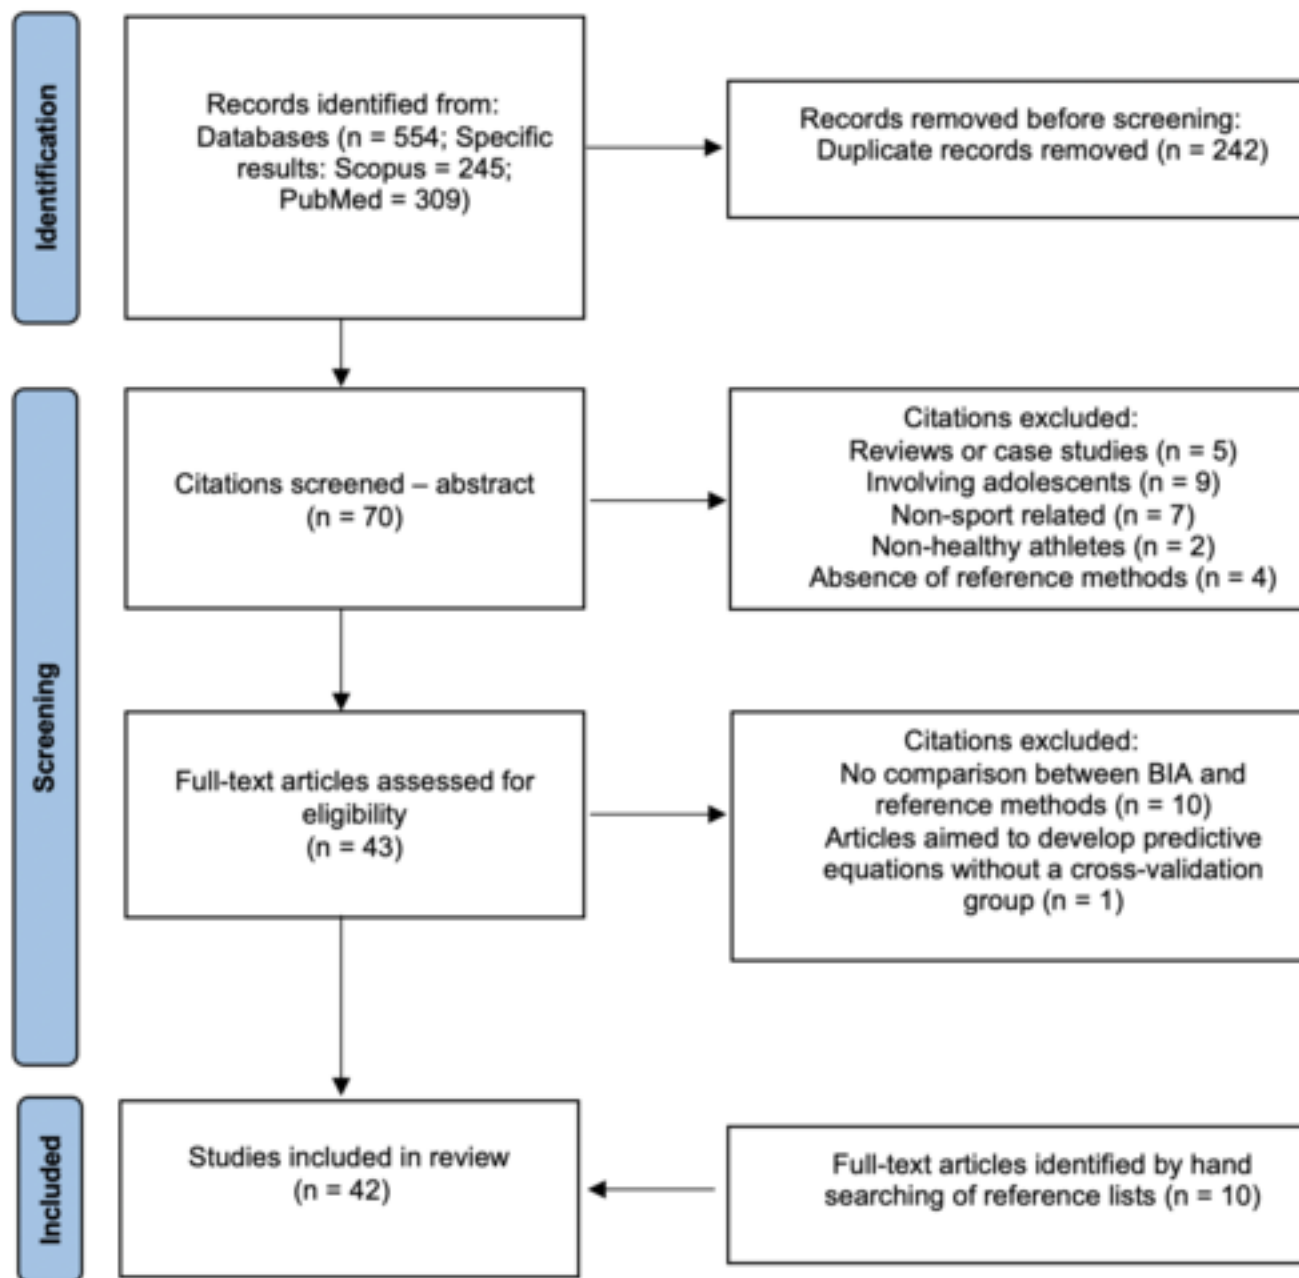 Identification
Records identified from:
Databases (n = 554; Specific
results: Scopus = 245;
PubMed = 309)
Records removed before screening:
Duplicate records removed (n = 242)
Screening
Citations screened – abstract
(n = 70)
Citations excluded:
Reviews or case studies (n = 5)
Involving adolescents (n = 9)
Non-sport related (n = 7)
Non-healthy athletes (n = 2)
Absence of reference methods (n = 4)
Full-text articles assessed for
eligibility
(n = 43)
Citations excluded:
No comparison between BIA and
reference methods (n = 10)
Articles aimed to develop predictive
equations without a cross-validation
group (n = 1)
Included
Studies included in review
(n = 42)
Full-text articles identified by hand
searching of reference lists (n = 10)